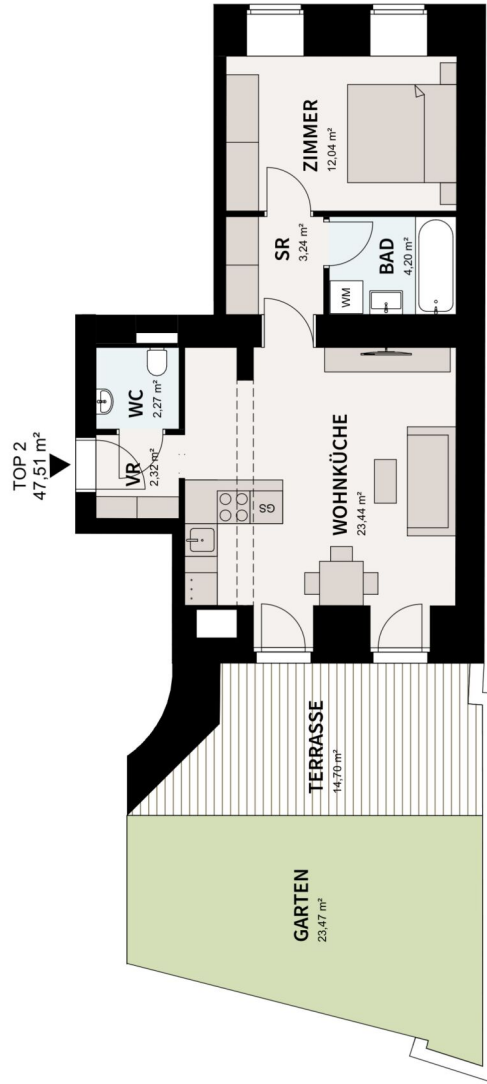 TOP 2
47,51 m²
ZIMMER
12,04 m²
SR
3,24 m²
BAD
4,20 m²
WM
WC
2,27 m²
VR
2,32 m²
GS
WOHNKÜCHE
23,44 m²
TERRASSE
14,70 m²
GARTEN
23,47 m²